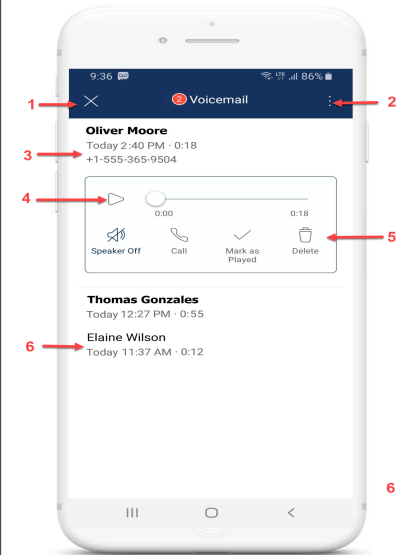 9:36 LTE 86%
1
2 Voicemail
2
Oliver Moore
Today 2:40 PM · 0:18
3
+1-555-365-9504
4
0:00 0:18
5
Speaker Off Call Mark as Played Delete
Thomas Gonzales
Today 12:27 PM · 0:55
Elaine Wilson
6
Today 11:37 AM · 0:12
6